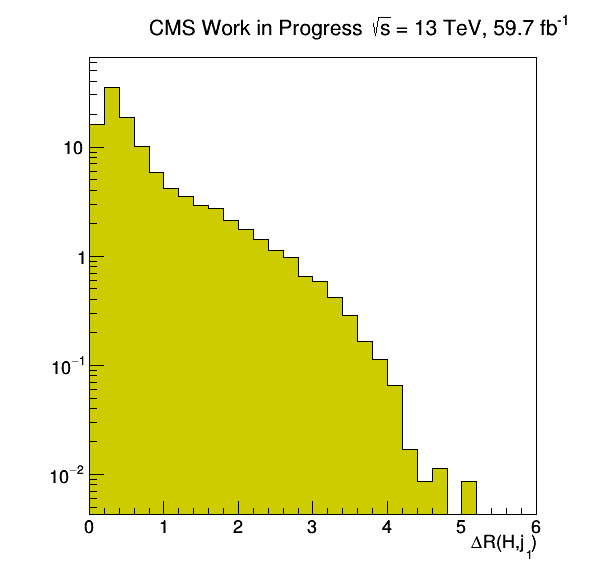 CMS Work in Progress √s = 13 TeV, 59.7 fb⁻¹
10
1
10⁻¹
10⁻²
0 1 2 3 4 5 6
ΔR(H,j₁)